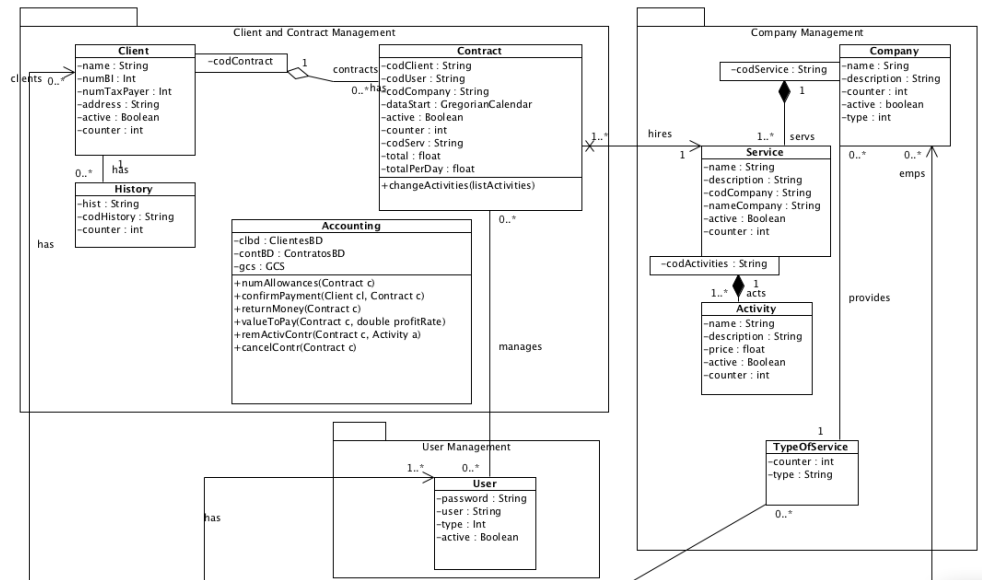 Client and Contract Management
Client
-name : String
-numBI : Int
-numTaxPayer : Int
-address : String
-active : Boolean
-counter : int
clients
0..*
-codContract
1
contracts
0..*
has
Contract
-codClient : String
-codUser : String
-codCompany : String
-dataStart : GregorianCalendar
-active : Boolean
-counter : int
-codServ : String
-total : float
-totalPerDay : float
+changeActivities(listActivities)
1
0..*
has
History
-hist : String
-codHistory : String
-counter : int
has
Accounting
-clbd : ClientesBD
-contBD : ContratosBD
-gcs : GCS
+numAllowances(Contract c)
+confirmPayment(Client cl, Contract c)
+returnMoney(Contract c)
+valueToPay(Contract c, double profitRate)
+remActivContr(Contract c, Activity a)
+cancelContr(Contract c)
0..*
manages
1..*
hires
1
Company Management
Company
-name : Sring
-description : String
-counter : int
-active : boolean
-type : int
-codService : String
1
1..*
servs
Service
-name : String
-description : String
-codCompany : String
-nameCompany : String
-active : Boolean
-counter : int
0..*
0..*
emps
-codActivities : String
1
1..*
acts
Activity
-name : String
-description : String
-price : float
-active : Boolean
-counter : int
provides
1
TypeOfService
-counter : int
-type : String
0..*
User Management
1..*
0..*
User
-password : String
-user : String
-type : Int
-active : Boolean
has